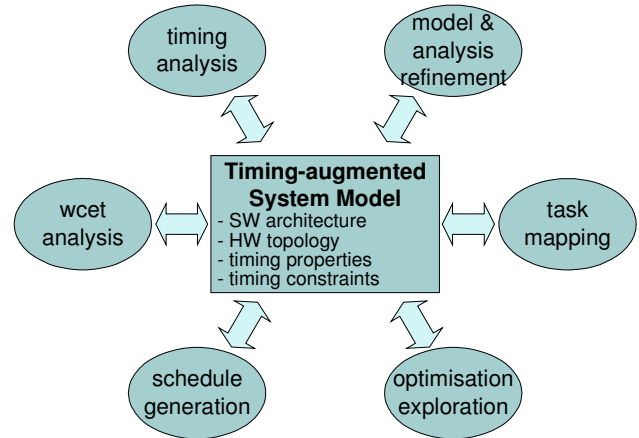 timing
analysis
model &
analysis
refinement
Timing-augmented
System Model
- SW architecture
- HW topology
- timing properties
- timing constraints
wcet
analysis
task
mapping
schedule
generation
optimisation
exploration